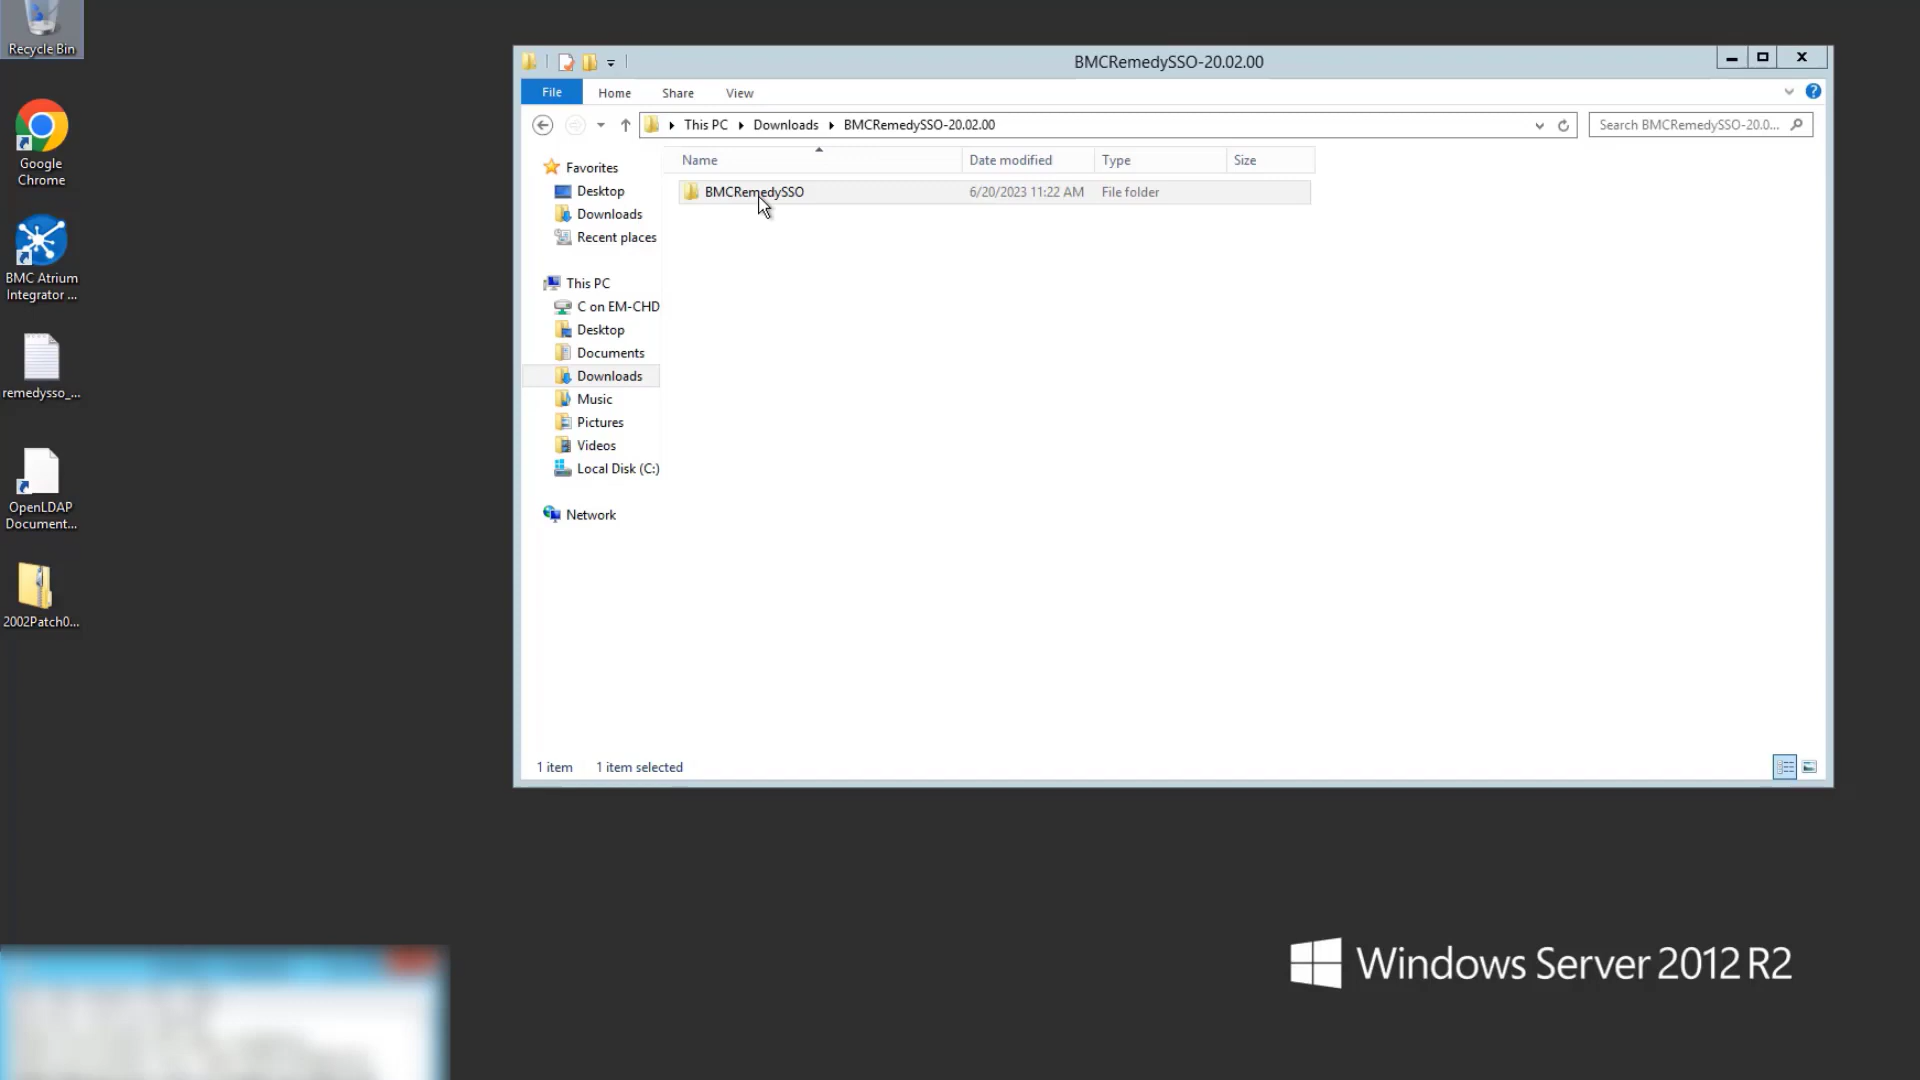 Recycle Bin
Google
Chrome
BMC Atrium
Integrator ...
remedysso_...
OpenLDAP
Document...
2002Patch0...
BMCRemedySSO-20.02.00
File Home Share View
This PC Downloads BMCRemedySSO-20.02.00
Search BMCRemedySSO-20.0...
Name Date modified Type Size
BMCRemedySSO 6/20/2023 11:22 AM File folder
Favorites
Desktop
Downloads
Recent places
This PC
C on EM-CHD
Desktop
Documents
Downloads
Music
Pictures
Videos
Local Disk (C:)
Network
1 item 1 item selected
Windows Server 2012 R2